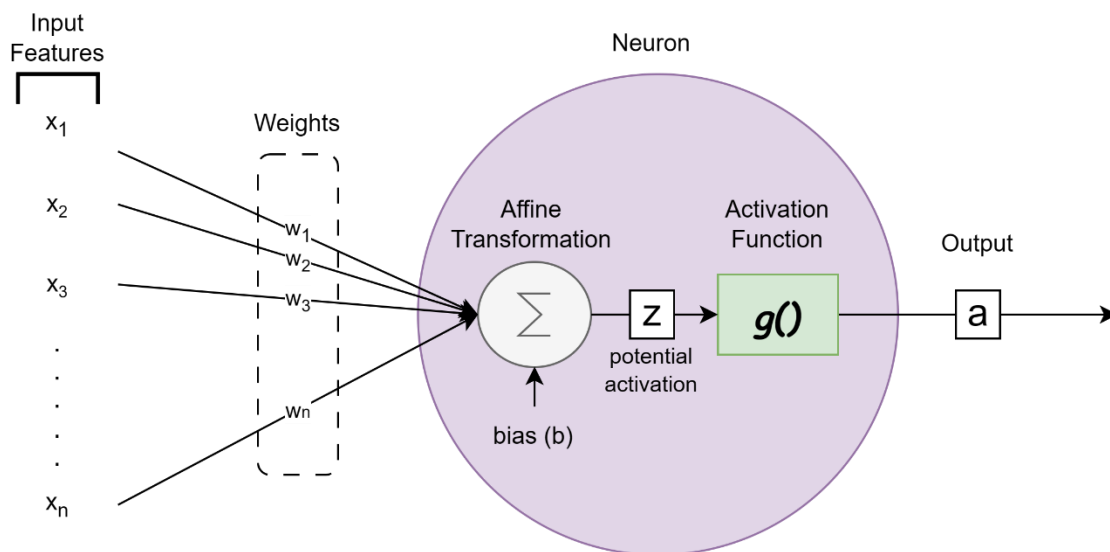 Input
Features
x1
x2
x3
.
.
.
.
.
xn
Weights
w1
w2
w3
wn
Neuron
Affine
Transformation
Σ
bias (b)
z
potential
activation
Activation
Function
g()
Output
a